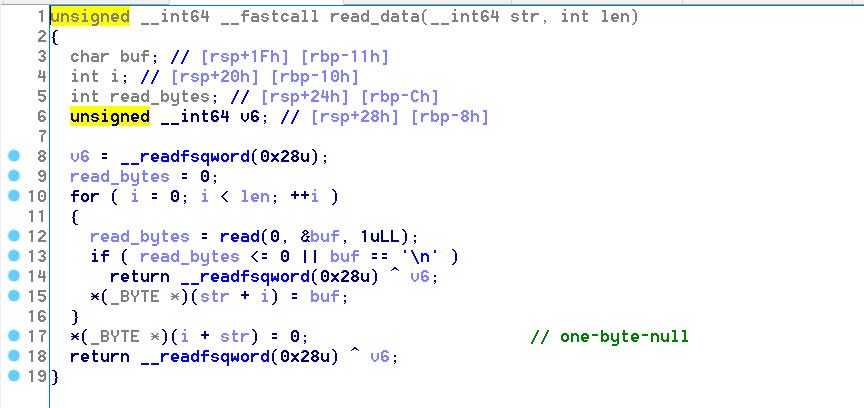 1 unsigned __int64 __fastcall read_data(__int64 str, int len)
2 {
3 char buf; // [rsp+1Fh] [rbp-11h]
4 int i; // [rsp+20h] [rbp-10h]
5 int read_bytes; // [rsp+24h] [rbp-Ch]
6 unsigned __int64 v6; // [rsp+28h] [rbp-8h]
7
8 v6 = __readfsqword(0x28u);
9 read_bytes = 0;
10 for ( i = 0; i < len; ++i )
11 {
12 read_bytes = read(0, &buf, 1uLL);
13 if ( read_bytes <= 0 || buf == '\n' )
14 return __readfsqword(0x28u) ^ v6;
15 *(_BYTE *)(str + i) = buf;
16 }
17 *(_BYTE *)(i + str) = 0; // one-byte-null
18 return __readfsqword(0x28u) ^ v6;
19 }